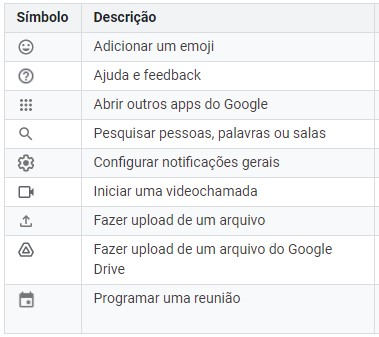 Símbolo Descrição
Adicionar um emoji
Ajuda e feedback
Abrir outros apps do Google
Pesquisar pessoas, palavras ou salas
Configurar notificações gerais
Iniciar uma videochamada
Fazer upload de um arquivo
Fazer upload de um arquivo do Google
Drive
Programar uma reunião